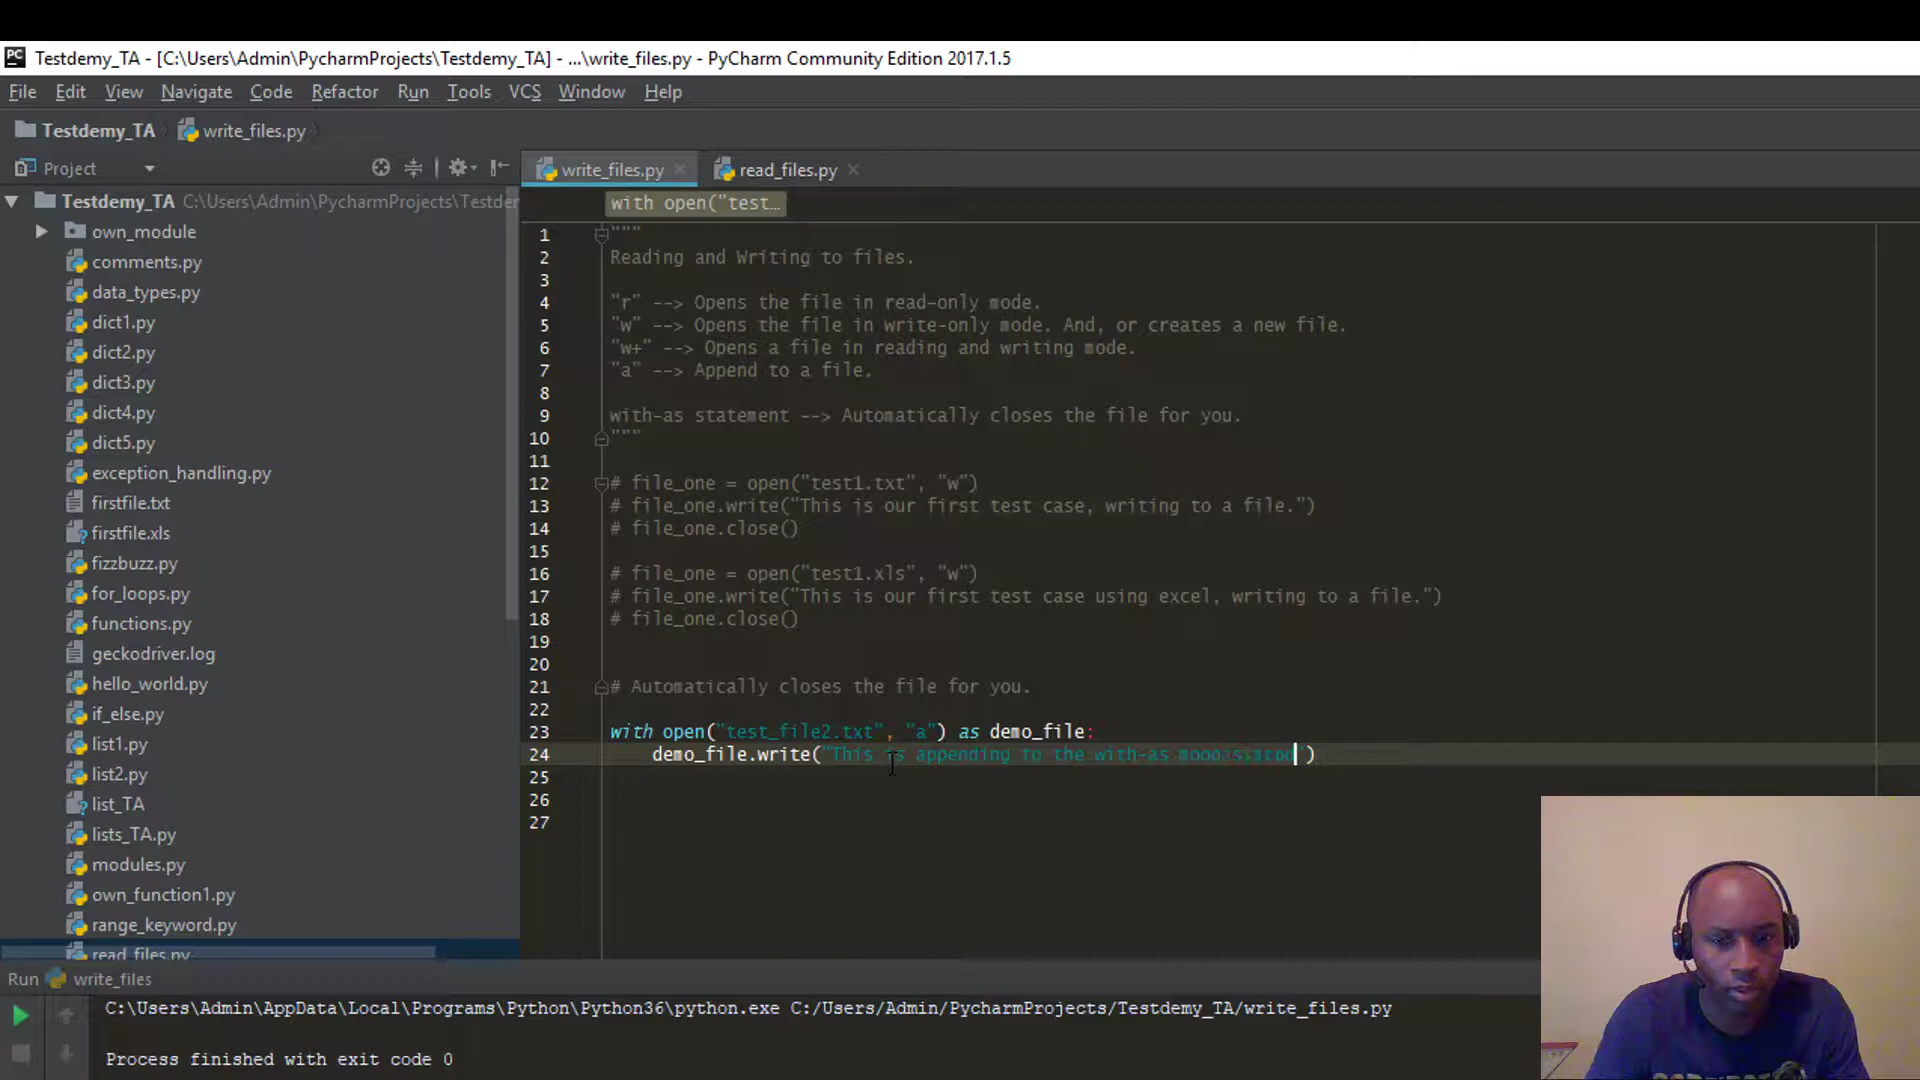 PC Testdemy_TA - [C:\Users\Admin\PycharmProjects\Testdemy_TA] - ...\write_files.py - PyCharm Community Edition 2017.1.5
File Edit View Navigate Code Refactor Run Tools VCS Window Help
Testdemy_TA write_files.py
Project write_files.py read_files.py
Testdemy_TA C:\Users\Admin\PycharmProjects\Testder
own_module
comments.py
data_types.py
dict1.py
dict2.py
dict3.py
dict4.py
dict5.py
exception_handling.py
firstfile.txt
firstfile.xls
fizzbuzz.py
for_loops.py
functions.py
geckodriver.log
hello_world.py
if_else.py
list1.py
list2.py
list_TA
lists_TA.py
modules.py
own_function1.py
range_keyword.py
read_files.py
with open("test...
1 """
2 Reading and Writing to files.
3
4 "r" --> Opens the file in read-only mode.
5 "w" --> Opens the file in write-only mode. And, or creates a new file.
6 "w+" --> Opens a file in reading and writing mode.
7 "a" --> Append to a file.
8
9 with-as statement --> Automatically closes the file for you.
10 """
11
12 # file_one = open("test1.txt", "w")
13 # file_one.write("This is our first test case, writing to a file.")
14 # file_one.close()
15
16 # file_one = open("test1.xls", "w")
17 # file_one.write("This is our first test case using excel, writing to a file.")
18 # file_one.close()
19
20
21 # Automatically closes the file for you.
22
23 with open("test_file2.txt", "a") as demo_file:
24 demo_file.write("This is appending to the with-as ")
25
26
27
Run write_files
C:\Users\Admin\AppData\Local\Programs\Python\Python36\python.exe C:/Users/Admin/PycharmProjects/Testdemy_TA/write_files.py
Process finished with exit code 0